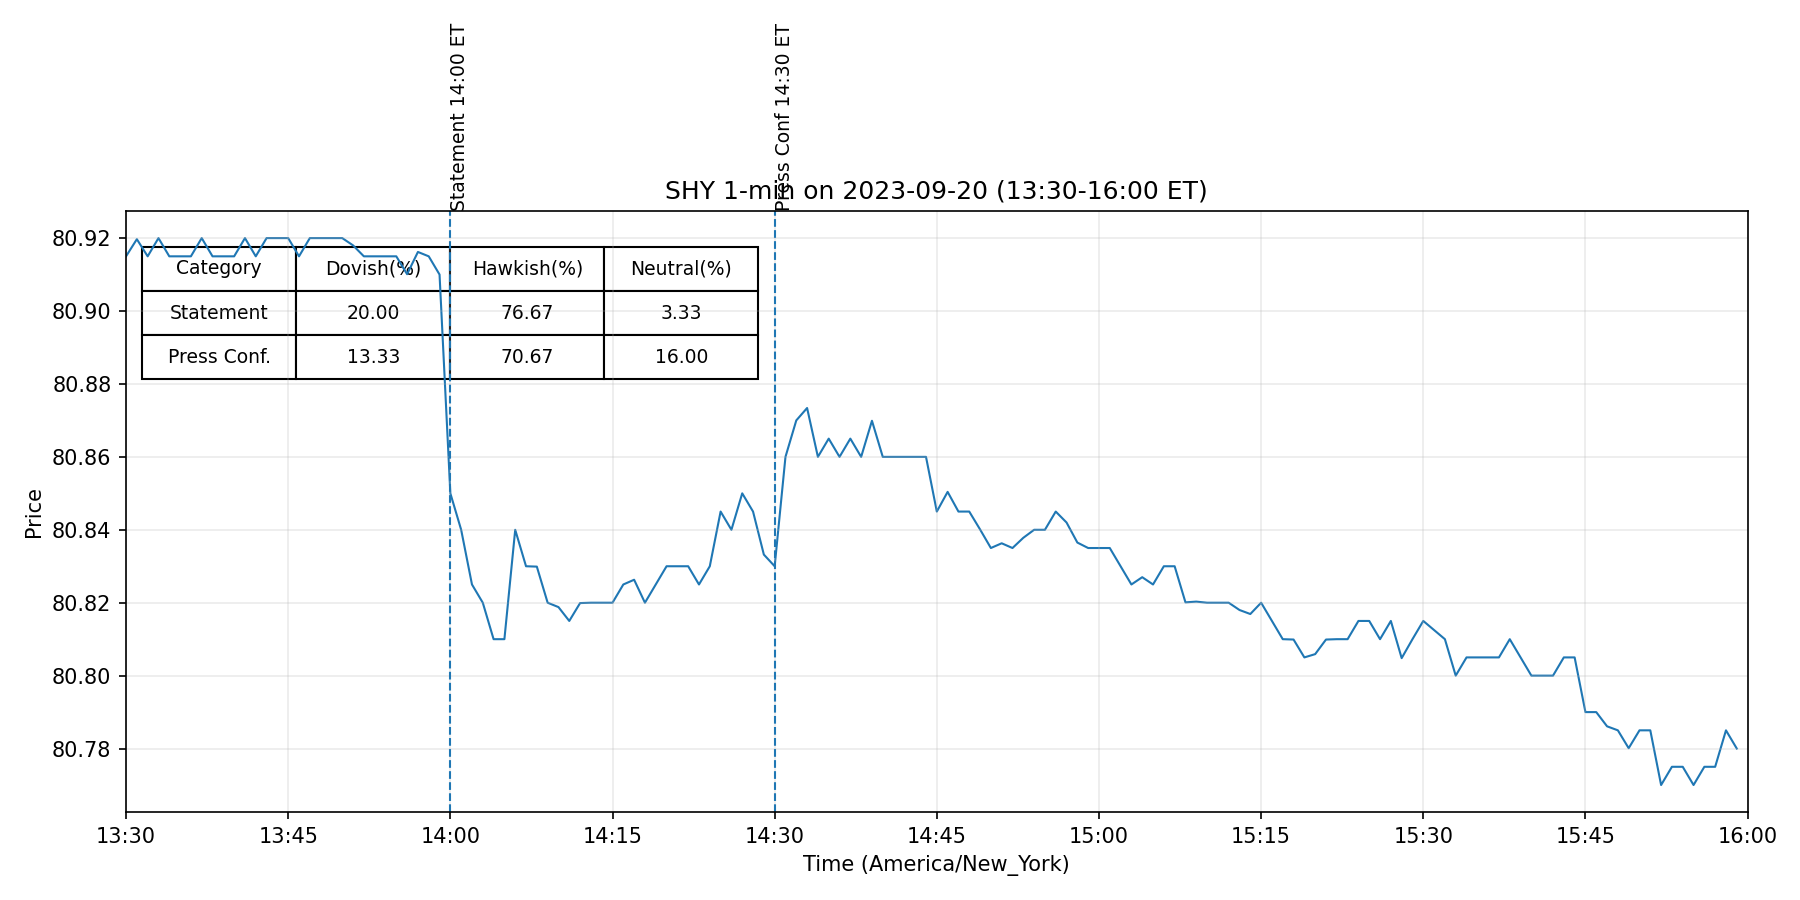 Statement 14:00 ET
Press Conf 14:30 ET
SHY 1-min on 2023-09-20 (13:30-16:00 ET)
Category Dovish(%) Hawkish(%) Neutral(%)
Statement 20.00 76.67 3.33
Press Conf. 13.33 70.67 16.00
Price
80.92
80.90
80.88
80.86
80.84
80.82
80.80
80.78
13:30 13:45 14:00 14:15 14:30 14:45 15:00 15:15 15:30 15:45 16:00
Time (America/New_York)